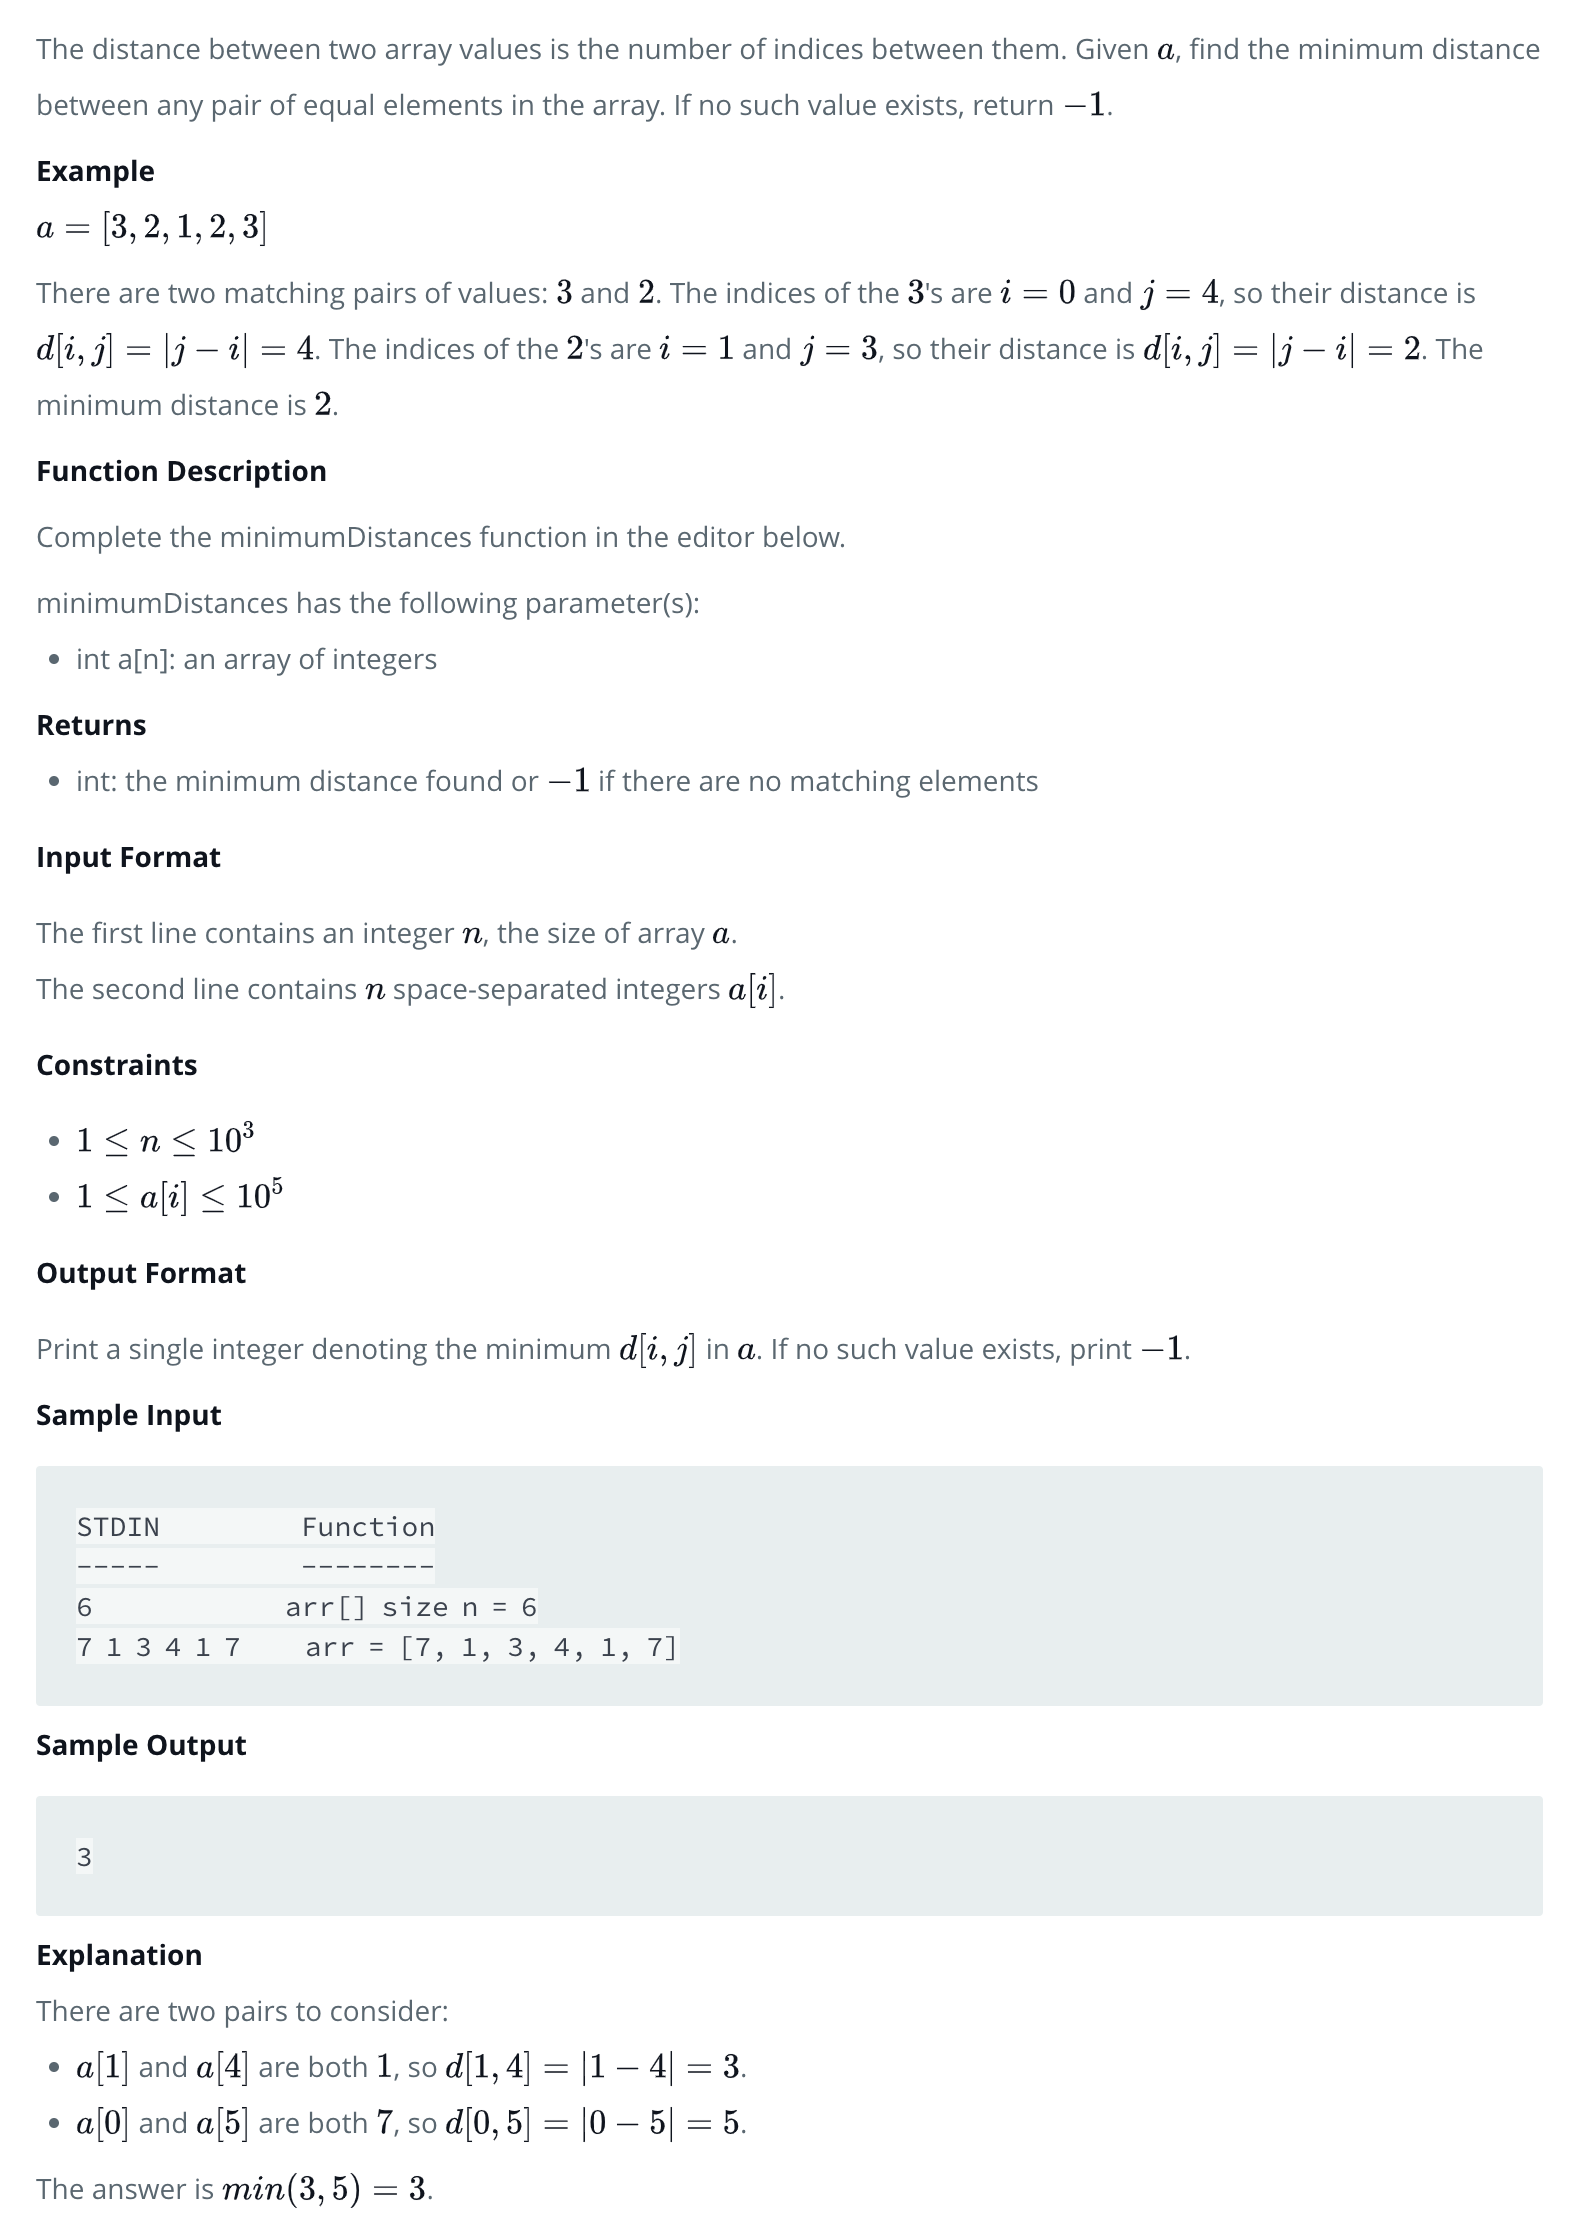 The distance between two array values is the number of indices between them. Given a, find the minimum distance
between any pair of equal elements in the array. If no such value exists, return −1.
Example
a = [3, 2, 1, 2, 3]
There are two matching pairs of values: 3 and 2. The indices of the 3's are i = 0 and j = 4, so their distance is
d[i, j] = |j − i| = 4. The indices of the 2's are i = 1 and j = 3, so their distance is d[i, j] = |j − i| = 2. The
minimum distance is 2.
Function Description
Complete the minimumDistances function in the editor below.
minimumDistances has the following parameter(s):
• int a[n]: an array of integers
Returns
• int: the minimum distance found or −1 if there are no matching elements
Input Format
The first line contains an integer n, the size of array a.
The second line contains n space-separated integers a[i].
Constraints
• 1 ≤ n ≤ 10³
• 1 ≤ a[i] ≤ 10⁵
Output Format
Print a single integer denoting the minimum d[i, j] in a. If no such value exists, print −1.
Sample Input
STDIN         Function
-----         --------
6            arr[] size n = 6
7 1 3 4 1 7    arr = [7, 1, 3, 4, 1, 7]
Sample Output
3
Explanation
There are two pairs to consider:
• a[1] and a[4] are both 1, so d[1, 4] = |1 − 4| = 3.
• a[0] and a[5] are both 7, so d[0, 5] = |0 − 5| = 5.
The answer is min(3, 5) = 3.